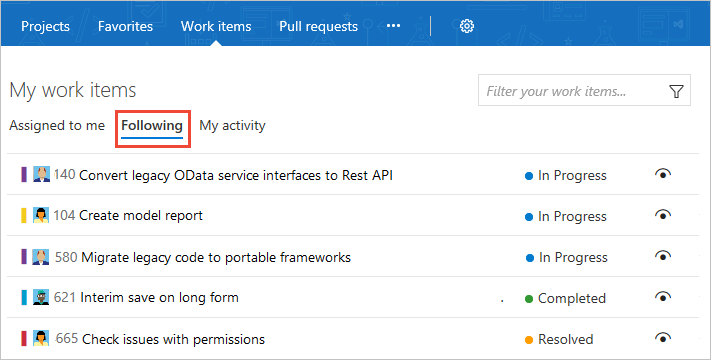 Projects Favorites Work items Pull requests ···
My work items
Filter your work items...
Assigned to me Following My activity
140 Convert legacy OData service interfaces to Rest API In Progress
104 Create model report In Progress
580 Migrate legacy code to portable frameworks In Progress
621 Interim save on long form . Completed
665 Check issues with permissions Resolved